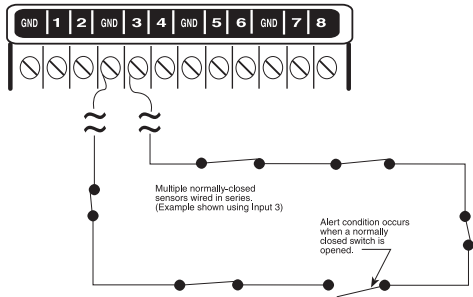 GND 1 2 GND 3 4 GND 5 6 GND 7 8
Multiple normally-closed
sensors wired in series.
(Example shown using Input 3)
Alert condition occurs
when a normally
closed switch is
opened.